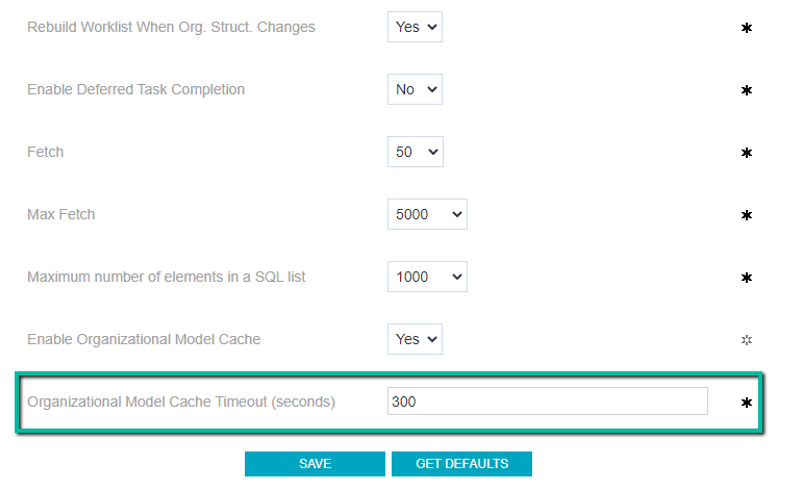 Rebuild Worklist When Org. Struct. Changes Yes *
Enable Deferred Task Completion No *
Fetch 50 *
Max Fetch 5000 *
Maximum number of elements in a SQL list 1000 *
Enable Organizational Model Cache Yes *
Organizational Model Cache Timeout (seconds) 300 *
SAVE GET DEFAULTS